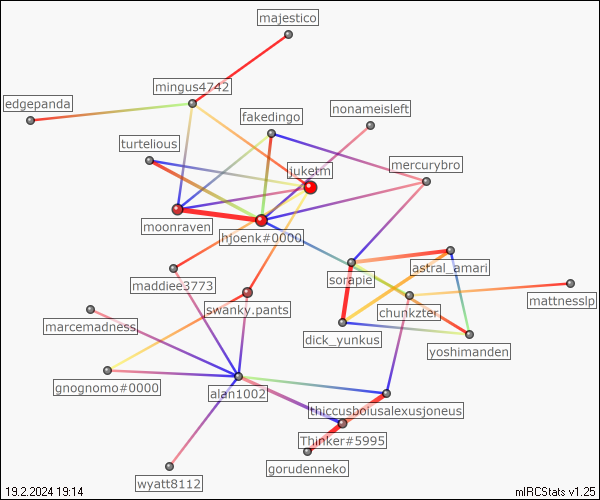 majestico
mingus4742
edgepanda
fakedingo
nonameisleft
turtelious
juketm
mercurybro
moonraven
hjoenk#0000
sorapie
astral_amari
maddiee3773
swanky.pants
chunkzter
mattnesslp
marcemadness
dick_yunkus
yoshimanden
gnognomo#0000
alan1002
thiccusboiusalexusjoneus
Thinker#5995
gorudenneko
wyatt8112
19.2.2024 19:14
mIRCStats v1.25